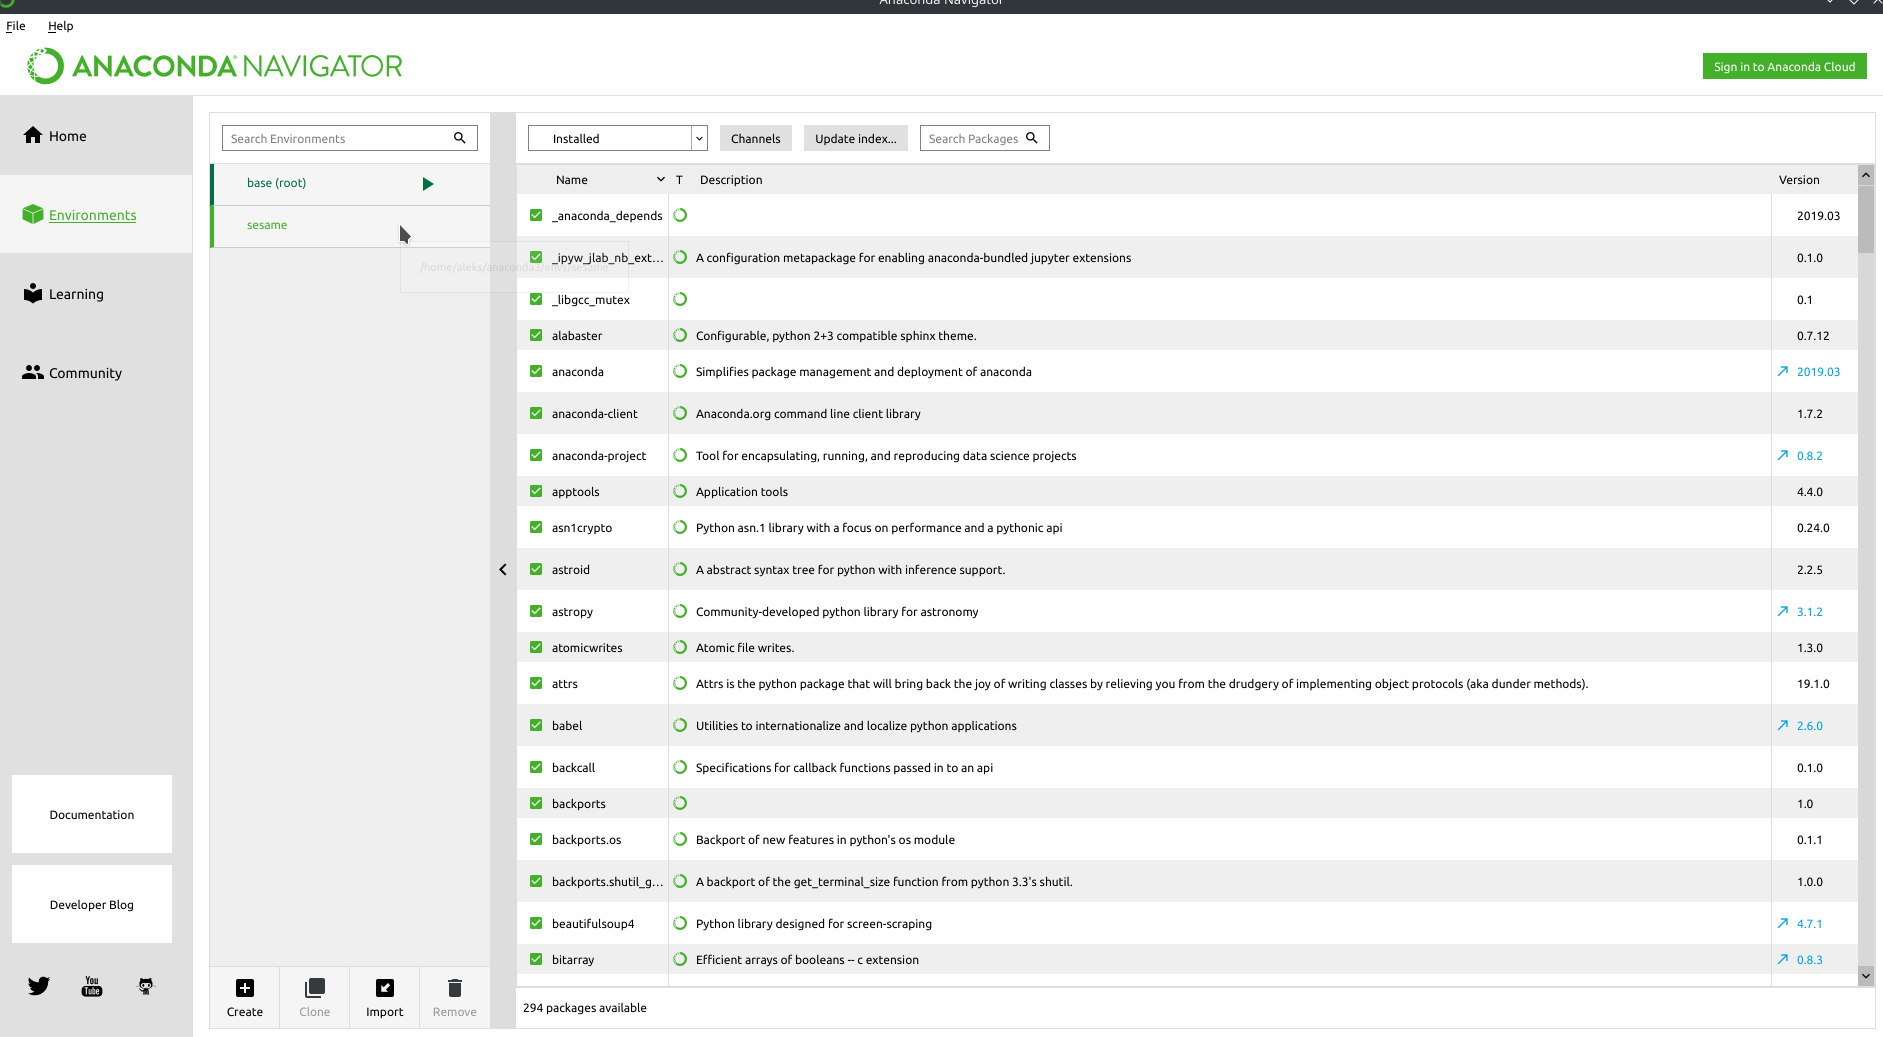 Anaconda Navigator
File Help
ANACONDA NAVIGATOR
Sign in to Anaconda Cloud
Home
Environments
Learning
Community
Documentation
Developer Blog
You Tube
Search Environments
base (root)
sesame
/home/aleks/anaconda3/envs/sesame
Create Clone Import Remove
Installed Channels Update index... Search Packages
Name T Description Version
_anaconda_depends 2019.03
_ipyw_jlab_nb_ext... A configuration metapackage for enabling anaconda-bundled jupyter extensions 0.1.0
_libgcc_mutex 0.1
alabaster Configurable, python 2+3 compatible sphinx theme. 0.7.12
anaconda Simplifies package management and deployment of anaconda 2019.03
anaconda-client Anaconda.org command line client library 1.7.2
anaconda-project Tool for encapsulating, running, and reproducing data science projects 0.8.2
apptools Application tools 4.4.0
asn1crypto Python asn.1 library with a focus on performance and a pythonic api 0.24.0
astroid A abstract syntax tree for python with inference support. 2.2.5
astropy Community-developed python library for astronomy 3.1.2
atomicwrites Atomic file writes. 1.3.0
attrs Attrs is the python package that will bring back the joy of writing classes by relieving you from the drudgery of implementing object protocols (aka dunder methods). 19.1.0
babel Utilities to internationalize and localize python applications 2.6.0
backcall Specifications for callback functions passed in to an api 0.1.0
backports 1.0
backports.os Backport of new features in python's os module 0.1.1
backports.shutil_g... A backport of the get_terminal_size function from python 3.3's shutil. 1.0.0
beautifulsoup4 Python library designed for screen-scraping 4.7.1
bitarray Efficient arrays of booleans -- c extension 0.8.3
294 packages available